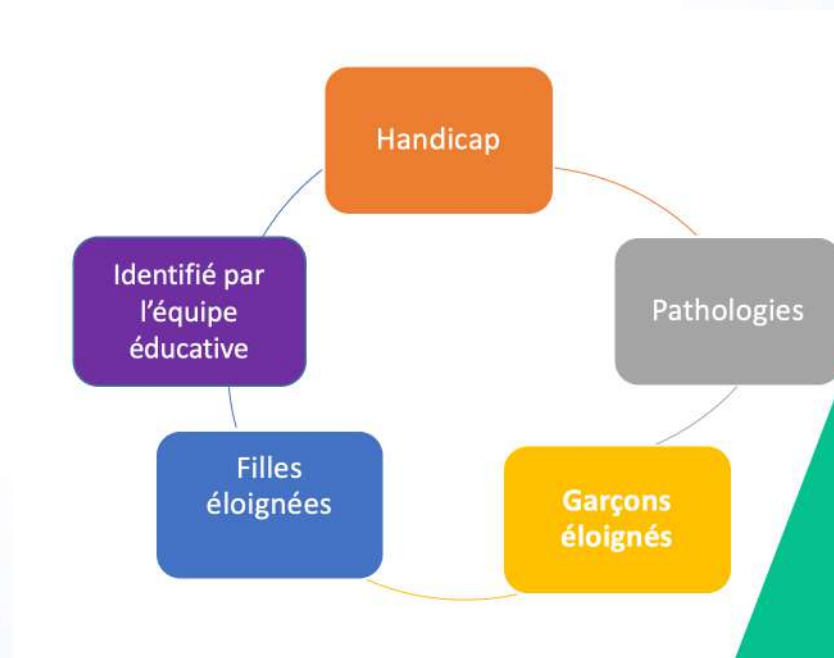 Handicap
Pathologies
Garçons
éloignés
Filles
éloignées
Identifié par
l'équipe
éducative